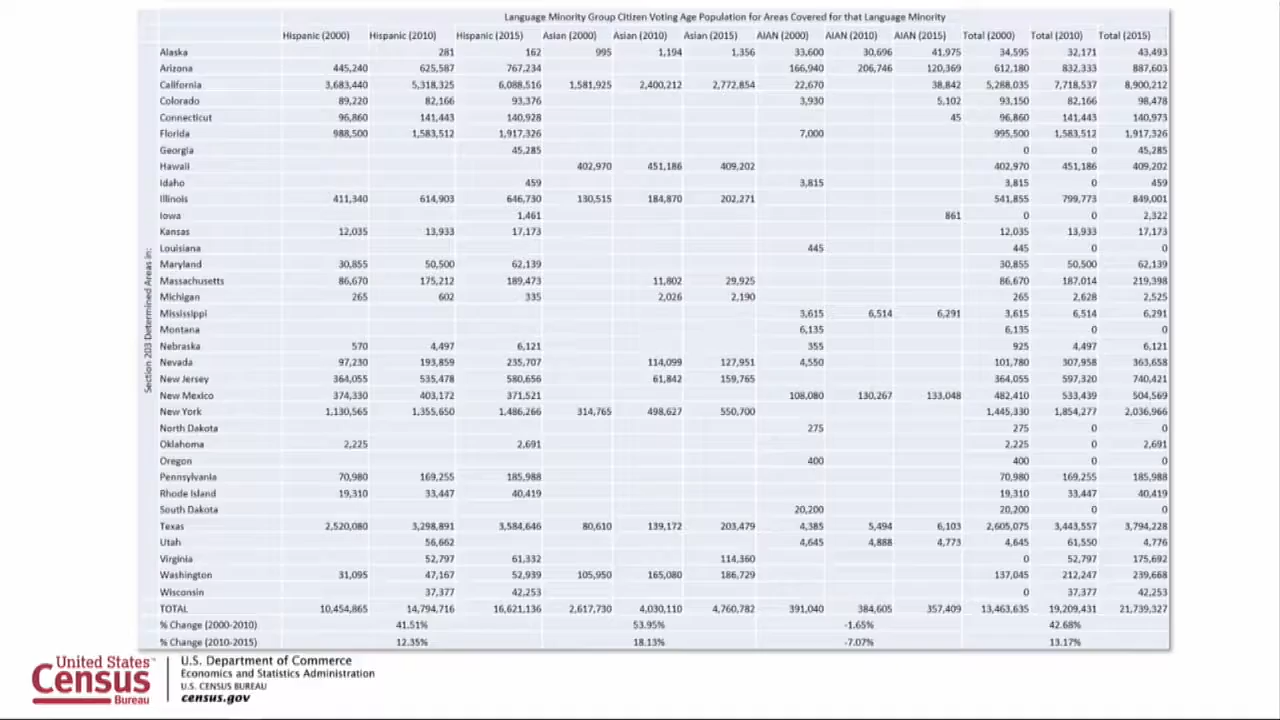 Language Minority Group Citizen Voting Age Population for Areas Covered for that Language Minority
Hispanic (2000) Hispanic (2010) Hispanic (2015) Asian (2000) Asian (2010) Asian (2015) AIAN (2000) AIAN (2010) AIAN (2015) Total (2000) Total (2010) Total (2015)
Section 203 Determined Areas in:
Alaska 281 162 995 1,194 1,356 33,600 30,696 41,975 34,595 32,171 43,493
Arizona 445,240 625,587 767,234 166,940 206,746 120,369 612,180 832,333 887,603
California 3,683,440 5,318,325 6,088,516 1,581,925 2,400,212 2,772,854 22,670 38,842 5,288,035 7,718,537 8,900,212
Colorado 89,220 82,166 93,376 3,930 5,102 93,150 82,166 98,478
Connecticut 96,860 141,443 140,928 45 96,860 141,443 140,973
Florida 988,500 1,583,512 1,917,326 7,000 995,500 1,583,512 1,917,326
Georgia 45,285 0 0 45,285
Hawaii 402,970 451,186 409,202 402,970 451,186 409,202
Idaho 459 3,815 3,815 0 459
Illinois 411,340 614,903 646,730 130,515 184,870 202,271 541,855 799,773 849,001
Iowa 1,461 861 0 0 2,322
Kansas 12,035 13,933 17,173 12,035 13,933 17,173
Louisiana 445 445 0 0
Maryland 30,855 50,500 62,139 30,855 50,500 62,139
Massachusetts 86,670 175,212 189,473 11,802 29,925 86,670 187,014 219,398
Michigan 265 602 335 2,026 2,190 265 2,628 2,525
Mississippi 3,615 6,514 6,291 3,615 6,514 6,291
Montana 6,135 6,135 0 0
Nebraska 570 4,497 6,121 355 925 4,497 6,121
Nevada 97,230 193,859 235,707 114,099 127,951 4,550 101,780 307,958 363,658
New Jersey 364,055 535,478 580,656 61,842 159,765 364,055 597,320 740,421
New Mexico 374,330 403,172 371,521 108,080 130,267 133,048 482,410 533,439 504,569
New York 1,130,565 1,355,650 1,486,266 314,765 498,627 550,700 1,445,330 1,854,277 2,036,966
North Dakota 275 275 0 0
Oklahoma 2,225 2,691 2,225 0 2,691
Oregon 400 400 0 0
Pennsylvania 70,980 169,255 185,988 70,980 169,255 185,988
Rhode Island 19,310 33,447 40,419 19,310 33,447 40,419
South Dakota 20,200 20,200 0 0
Texas 2,520,080 3,298,891 3,584,646 80,610 139,172 203,479 4,385 5,494 6,103 2,605,075 3,443,557 3,794,228
Utah 56,662 4,645 4,888 4,773 4,645 61,550 4,776
Virginia 52,797 61,332 114,360 0 52,797 175,692
Washington 31,095 47,167 52,939 105,950 165,080 186,729 137,045 212,247 239,668
Wisconsin 37,377 42,253 0 37,377 42,253
TOTAL 10,454,865 14,794,716 16,621,136 2,617,730 4,030,110 4,760,782 391,040 384,605 357,409 13,463,635 19,209,431 21,739,327
% Change (2000-2010) 41.51% 53.95% -1.65% 42.68%
% Change (2010-2015) 12.35% 18.13% -7.07% 13.17%
United States
Census
Bureau
U.S. Department of Commerce
Economics and Statistics Administration
U.S. CENSUS BUREAU
census.gov